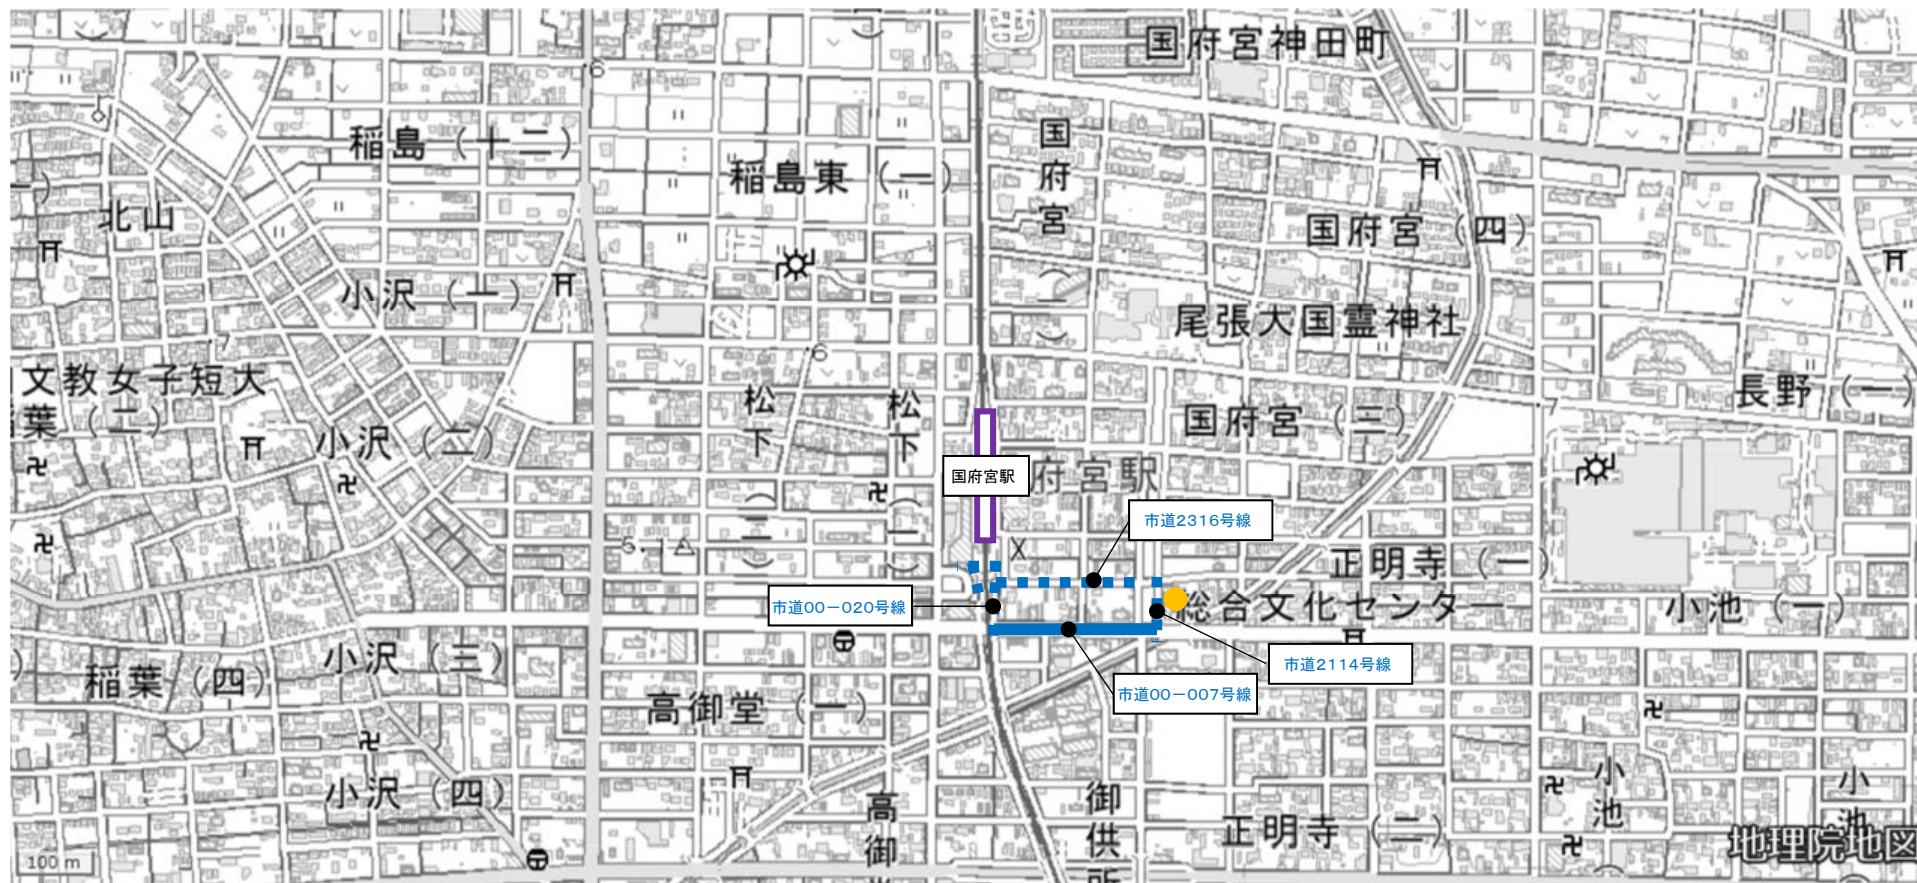 国府宮神田町
6
稲島（十二）
稲島東（一）
国府宮（二）
北山
国府宮（四）
小沢（一）
尾張大国霊神社
7
6
文教女子短大
葉（二）
松下（三）
松下（二）
小沢（二）
国府宮（三）
7
長野（一）
国府宮駅
府宮駅
市道2316号線
正明寺（一）
市道00－020号線
総合文化センター
小池（一）
市道2114号線
市道00－007号線
稲葉（四）
小沢（三）
高御堂（一）
小沢（四）
高御
御供所
正明寺（二）
小池
小池
100 m
地理院地図